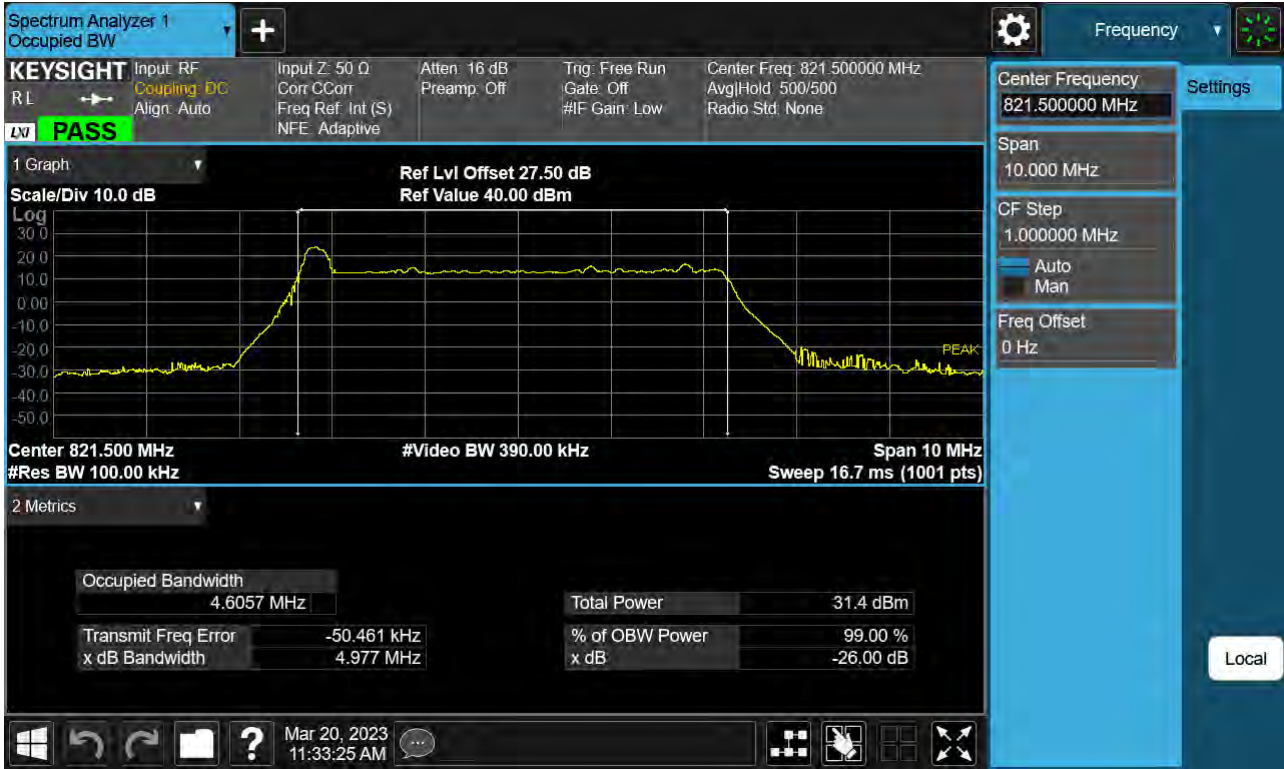 Spectrum Analyzer 1
Occupied BW
Frequency
KEYSIGHT
R L
LXI
PASS
Input: RF
Coupling: DC
Align: Auto
Input Z: 50 Ω
Corr CCorr
Freq Ref: Int (S)
NFE: Adaptive
Atten: 16 dB
Preamp: Off
Trig: Free Run
Gate: Off
#IF Gain: Low
Center Freq: 821.500000 MHz
Avg|Hold: 500/500
Radio Std: None
1 Graph
Scale/Div 10.0 dB
Ref Lvl Offset 27.50 dB
Ref Value 40.00 dBm
Log
30.0
20.0
10.0
0.00
-10.0
-20.0
-30.0
-40.0
-50.0
PEAK
Center 821.500 MHz
#Video BW 390.00 kHz
Span 10 MHz
#Res BW 100.00 kHz
Sweep 16.7 ms (1001 pts)
2 Metrics
Occupied Bandwidth
4.6057 MHz
Transmit Freq Error -50.461 kHz
x dB Bandwidth 4.977 MHz
Total Power 31.4 dBm
% of OBW Power 99.00 %
x dB -26.00 dB
Center Frequency
821.500000 MHz
Settings
Span
10.000 MHz
CF Step
1.000000 MHz
Auto
Man
Freq Offset
0 Hz
Local
?
Mar 20, 2023
11:33:25 AM